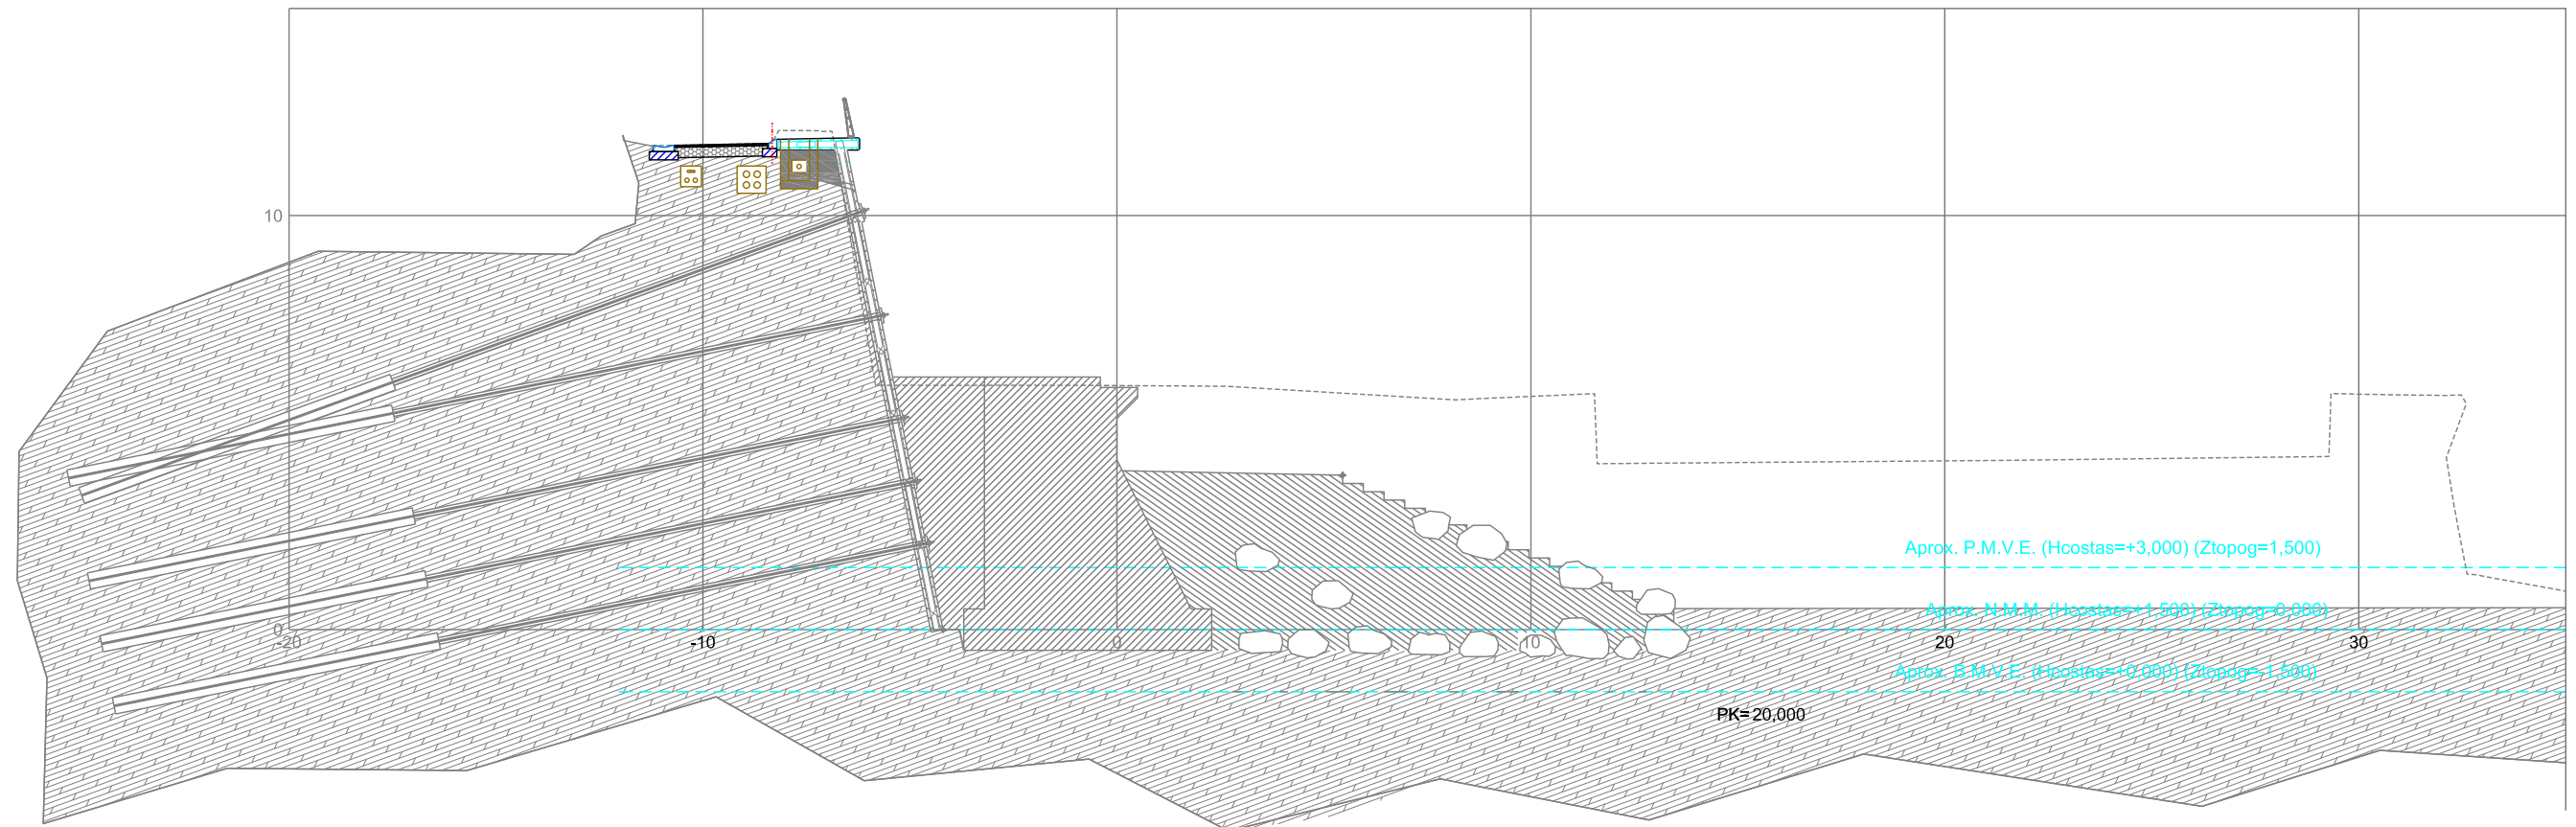 10
Aprox. P.M.V.E. (Hcostas=+3,000) (Ztopog=1,500)
Aprox. N.M.M. (Hcostas=+1,500) (Ztopog=0,000)
0
-20
-10
0
10
20
30
Aprox. B.M.V.E. (Hcostas=+0,000) (Ztopog=-1,500)
PK=20,000